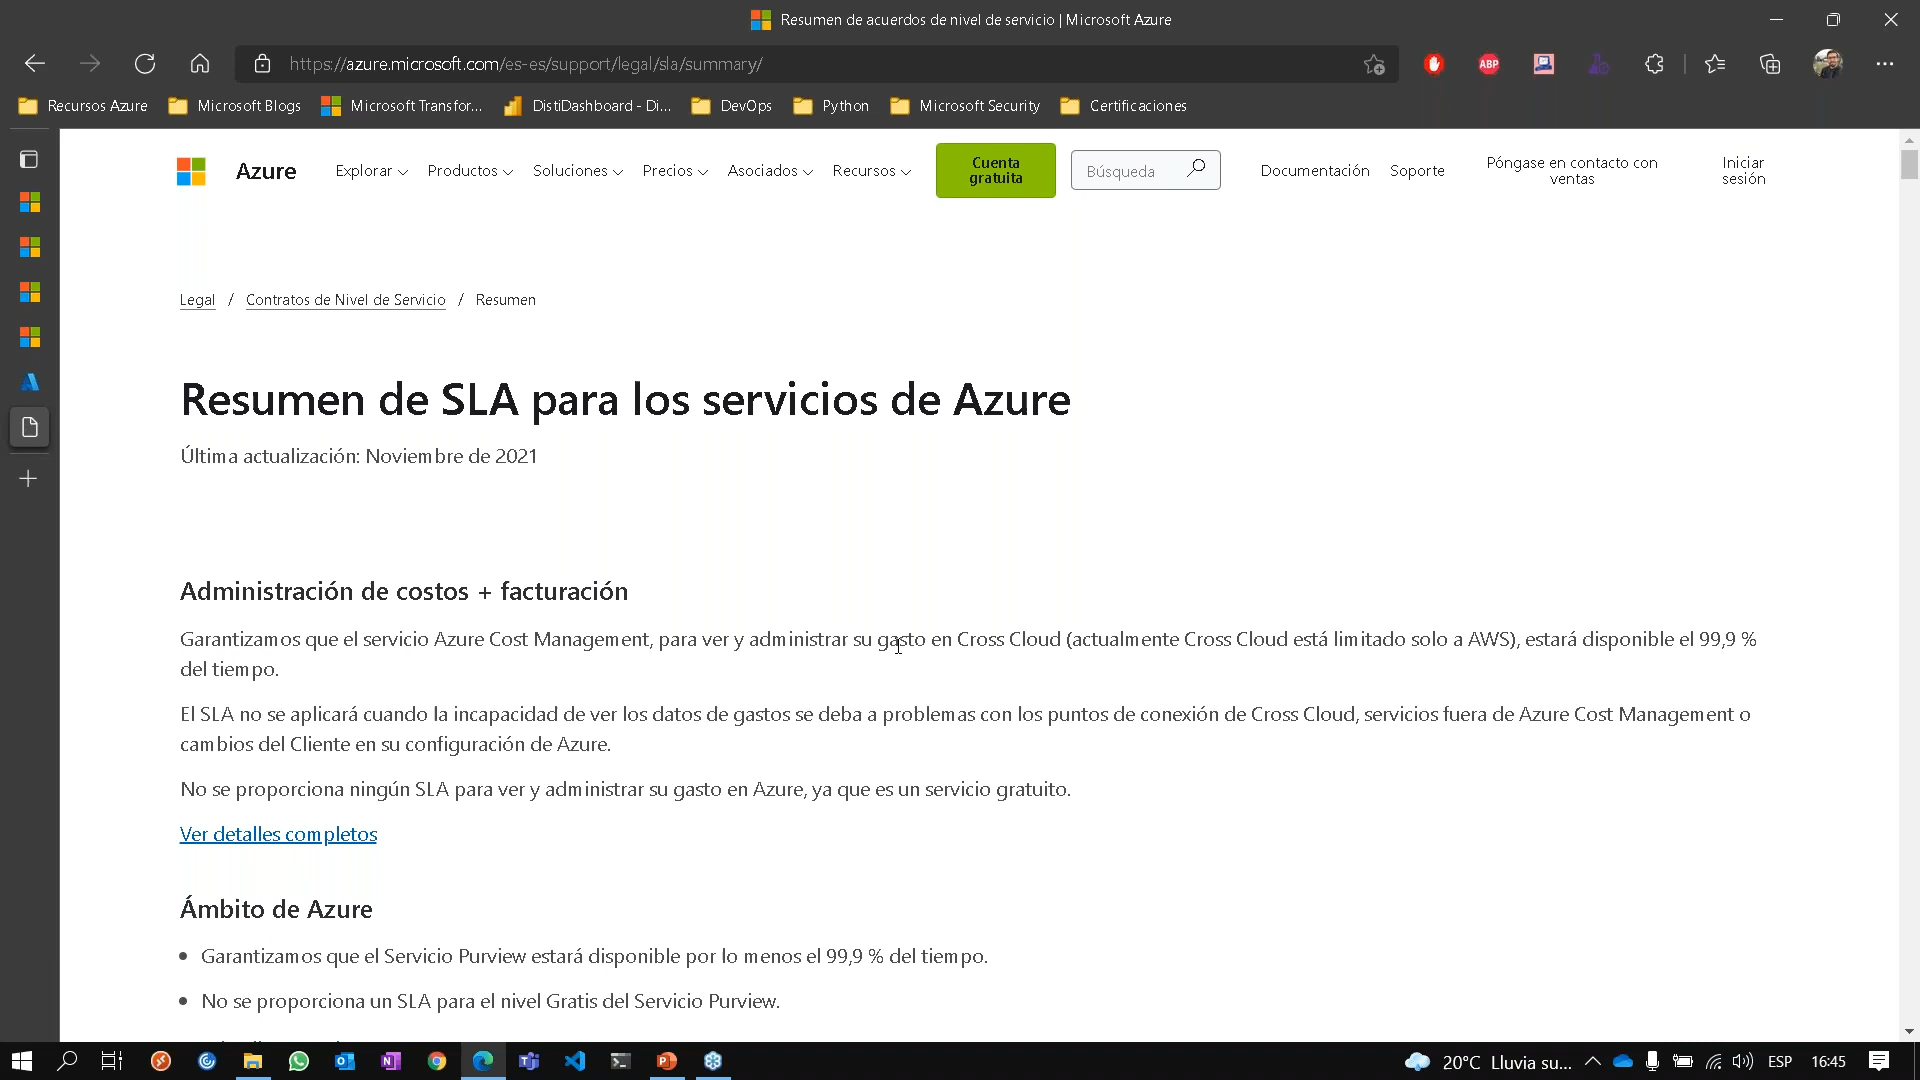 Resumen de acuerdos de nivel de servicio | Microsoft Azure
https://azure.microsoft.com/es-es/support/legal/sla/summary/
ABP
Recursos Azure
Microsoft Blogs
Microsoft Transfor...
DistiDashboard - Di...
DevOps
Python
Microsoft Security
Certificaciones
Azure
Explorar
Productos
Soluciones
Precios
Asociados
Recursos
Cuenta
gratuita
Búsqueda
Documentación
Soporte
Póngase en contacto con
ventas
Iniciar
sesión
Legal / Contratos de Nivel de Servicio / Resumen
Resumen de SLA para los servicios de Azure
Última actualización: Noviembre de 2021
Administración de costos + facturación
Garantizamos que el servicio Azure Cost Management, para ver y administrar su gasto en Cross Cloud (actualmente Cross Cloud está limitado solo a AWS), estará disponible el 99,9 %
del tiempo.
El SLA no se aplicará cuando la incapacidad de ver los datos de gastos se deba a problemas con los puntos de conexión de Cross Cloud, servicios fuera de Azure Cost Management o
cambios del Cliente en su configuración de Azure.
No se proporciona ningún SLA para ver y administrar su gasto en Azure, ya que es un servicio gratuito.
Ver detalles completos
Ámbito de Azure
• Garantizamos que el Servicio Purview estará disponible por lo menos el 99,9 % del tiempo.
• No se proporciona un SLA para el nivel Gratis del Servicio Purview.
20°C Lluvia su...
ESP
16:45